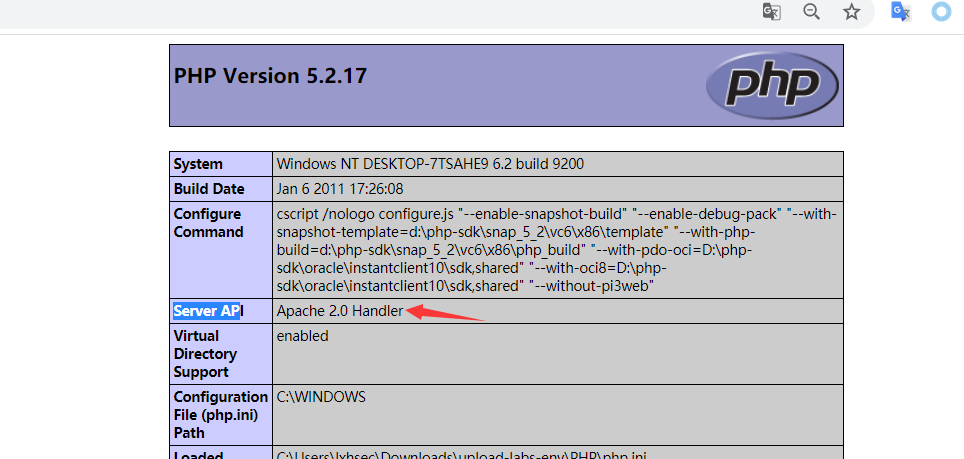 PHP Version 5.2.17
php
System Windows NT DESKTOP-7TSAHE9 6.2 build 9200
Build Date Jan 6 2011 17:26:08
Configure Command
cscript /nologo configure.js "--enable-snapshot-build" "--enable-debug-pack" "--with-
snapshot-template=d:\php-sdk\snap_5_2\vc6\x86\template" "--with-php-
build=d:\php-sdk\snap_5_2\vc6\x86\php_build" "--with-pdo-oci=D:\php-
sdk\oracle\instantclient10\sdk,shared" "--with-oci8=D:\php-
sdk\oracle\instantclient10\sdk,shared" "--without-pi3web"
Server API Apache 2.0 Handler
Virtual
Directory
Support
enabled
Configuration
File (php.ini)
Path
C:\WINDOWS
Loaded C:\Users\lxhsec\Downloads\upload-labs-env\PHP\php.ini